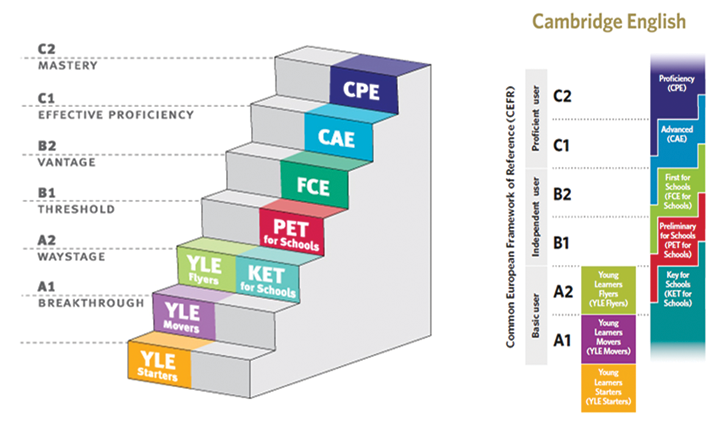 C2
MASTERY
C1
EFFECTIVE PROFICIENCY
B2
VANTAGE
B1
THRESHOLD
A2
WAYSTAGE
A1
BREAKTHROUGH
CPE
CAE
FCE
PET
for Schools
YLE
Flyers
KET
for Schools
YLE
Movers
YLE
Starters
Cambridge English
Common European Framework of Reference (CEFR)
Proficient user
Independent user
Basic user
C2
C1
B2
B1
A2
A1
Proficiency
(CPE)
Advanced
(CAE)
First for
Schools
(FCE for
Schools)
Preliminary
for Schools
(PET for
Schools)
Key for
Schools
(KET for
Schools)
Young
Learners
Flyers
(YLE Flyers)
Young
Learners
Movers
(YLE Movers)
Young
Learners
Starters
(YLE Starters)